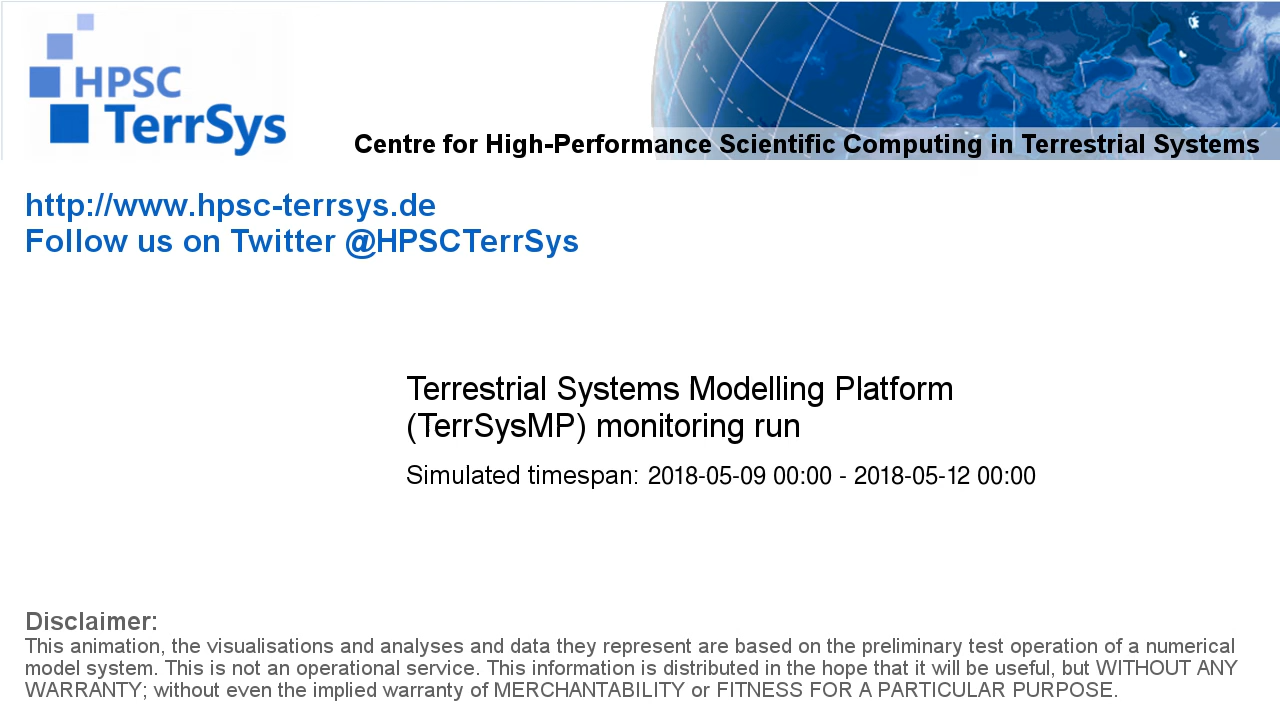 HPSC
TerrSys
Centre for High-Performance Scientific Computing in Terrestrial Systems
http://www.hpsc-terrsys.de
Follow us on Twitter @HPSCTerrSys
Terrestrial Systems Modelling Platform
(TerrSysMP) monitoring run
Simulated timespan: 2018-05-09 00:00 - 2018-05-12 00:00
Disclaimer:
This animation, the visualisations and analyses and data they represent are based on the preliminary test operation of a numerical
model system. This is not an operational service. This information is distributed in the hope that it will be useful, but WITHOUT ANY
WARRANTY; without even the implied warranty of MERCHANTABILITY or FITNESS FOR A PARTICULAR PURPOSE.